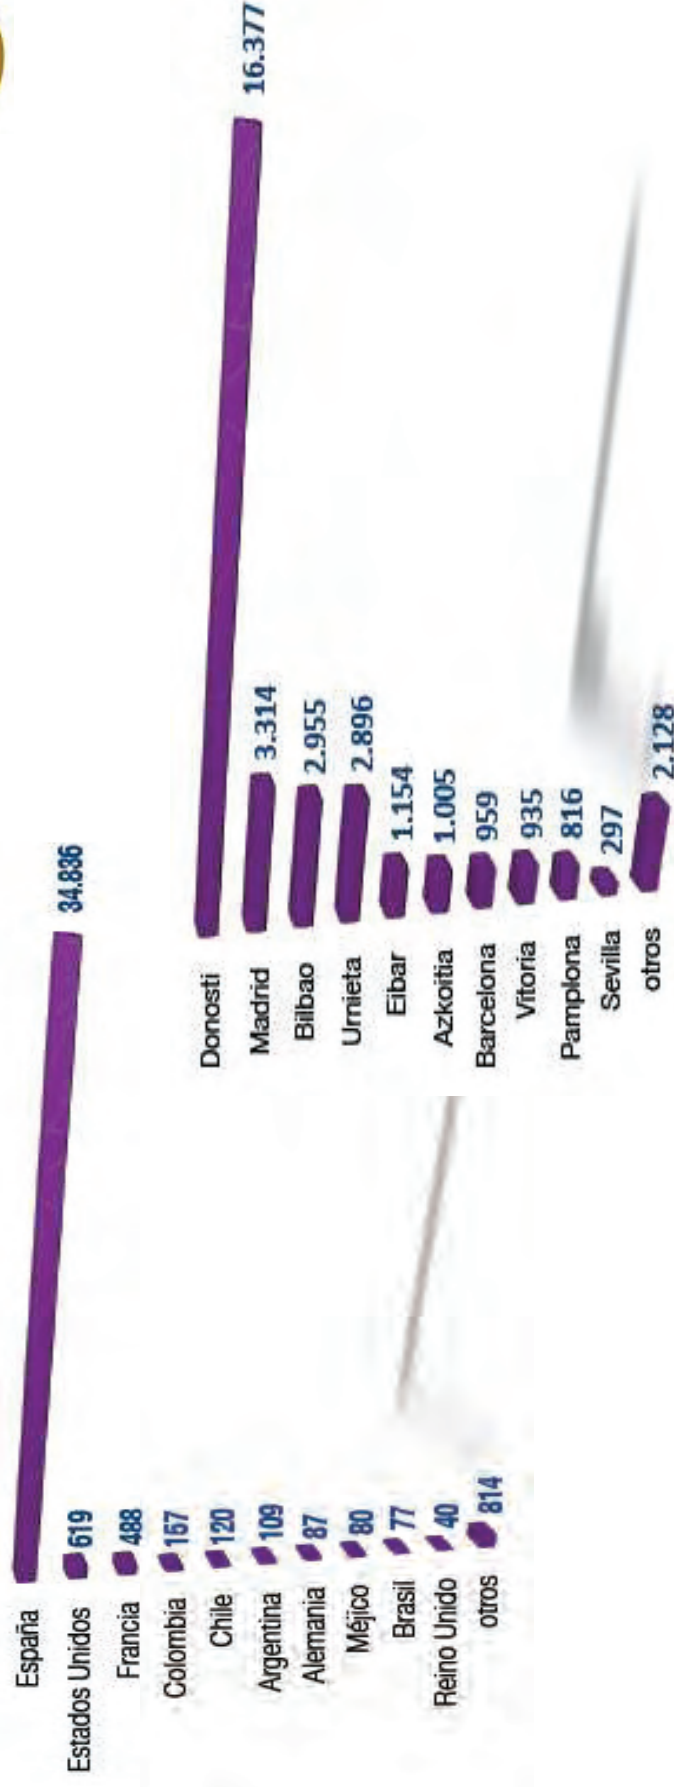 España 34.836
Estados Unidos 619
Francia 488
Colombia 167
Chile 120
Argentina 109
Alemania 87
Méjico 80
Brasil 77
Reino Unido 40
otros 814
Donosti 16.377
Madrid 3.314
Bilbao 2.955
Urnieta 2.896
Eibar 1.154
Azkoitia 1.005
Barcelona 959
Vitoria 935
Pamplona 816
Sevilla 297
otros 2.128